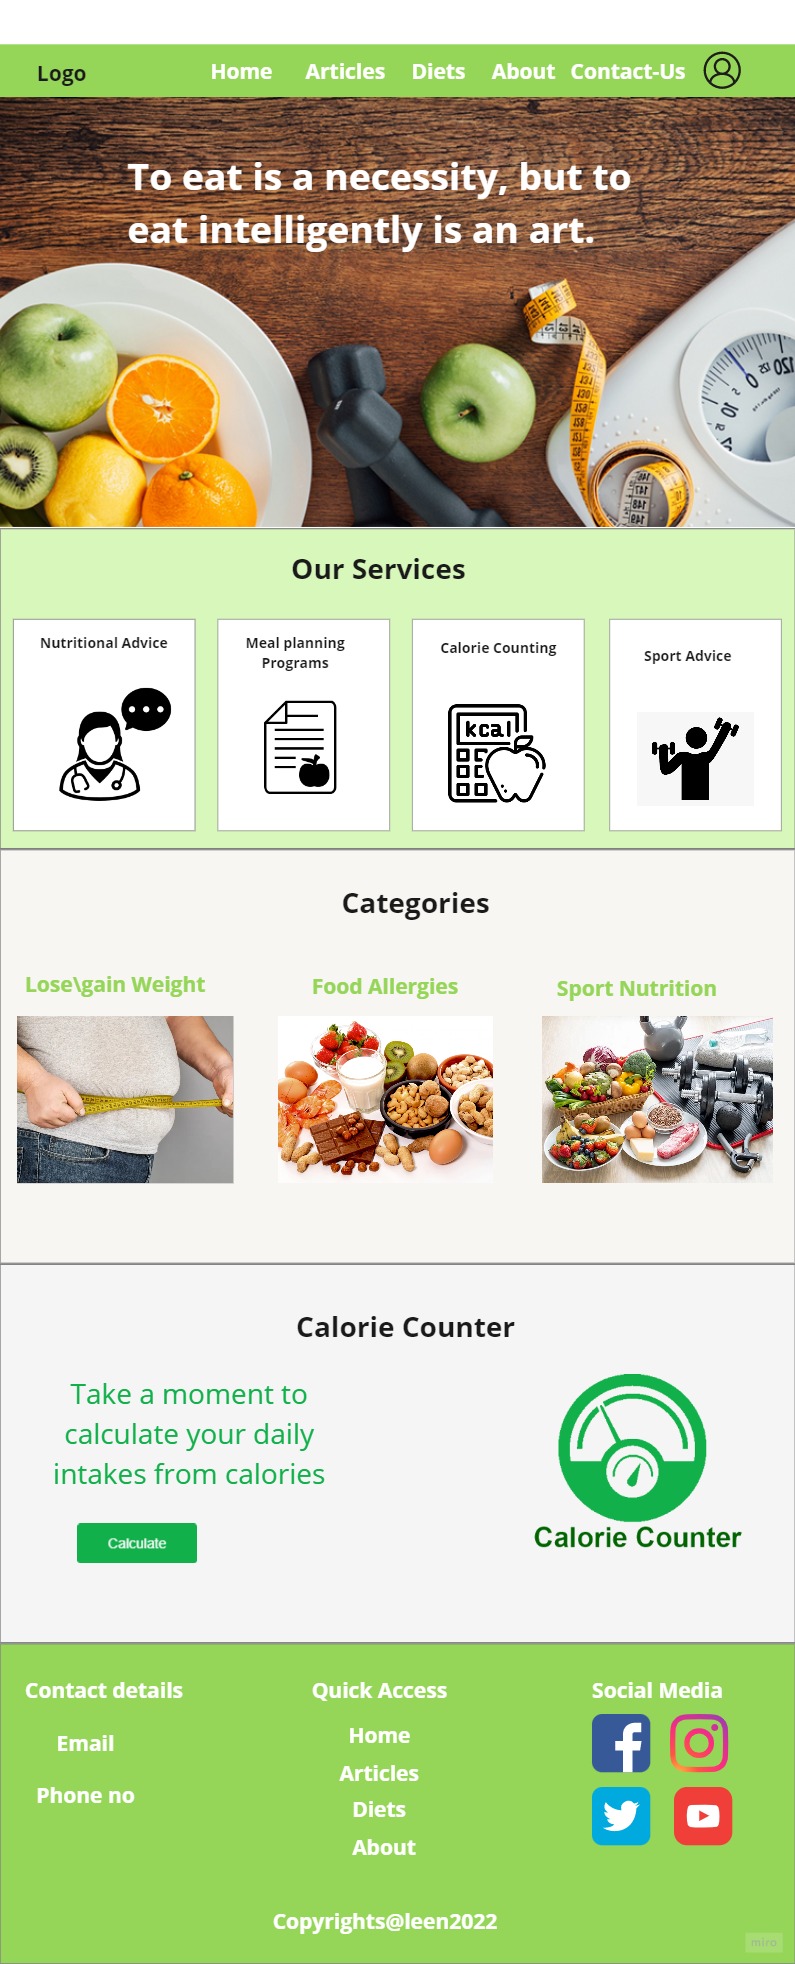 Logo
Home Articles Diets About Contact-Us
To eat is a necessity, but to
eat intelligently is an art.
Our Services
Nutritional Advice
Meal planning
Programs
Calorie Counting
Sport Advice
kcal
Categories
Lose\gain Weight
Food Allergies
Sport Nutrition
Calorie Counter
Take a moment to
calculate your daily
intakes from calories
Calculate
Calorie Counter
Contact details
Email
Phone no
Quick Access
Home
Articles
Diets
About
Social Media
Copyrights@leen2022
miro